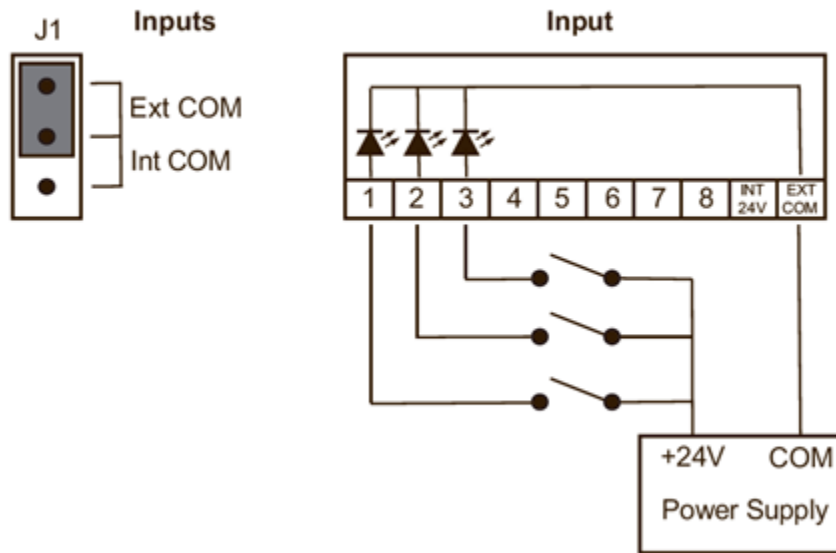 J1
Inputs
Ext COM
Int COM
Input
1 2 3 4 5 6 7 8 INT 24V EXT COM
+24V COM
Power Supply